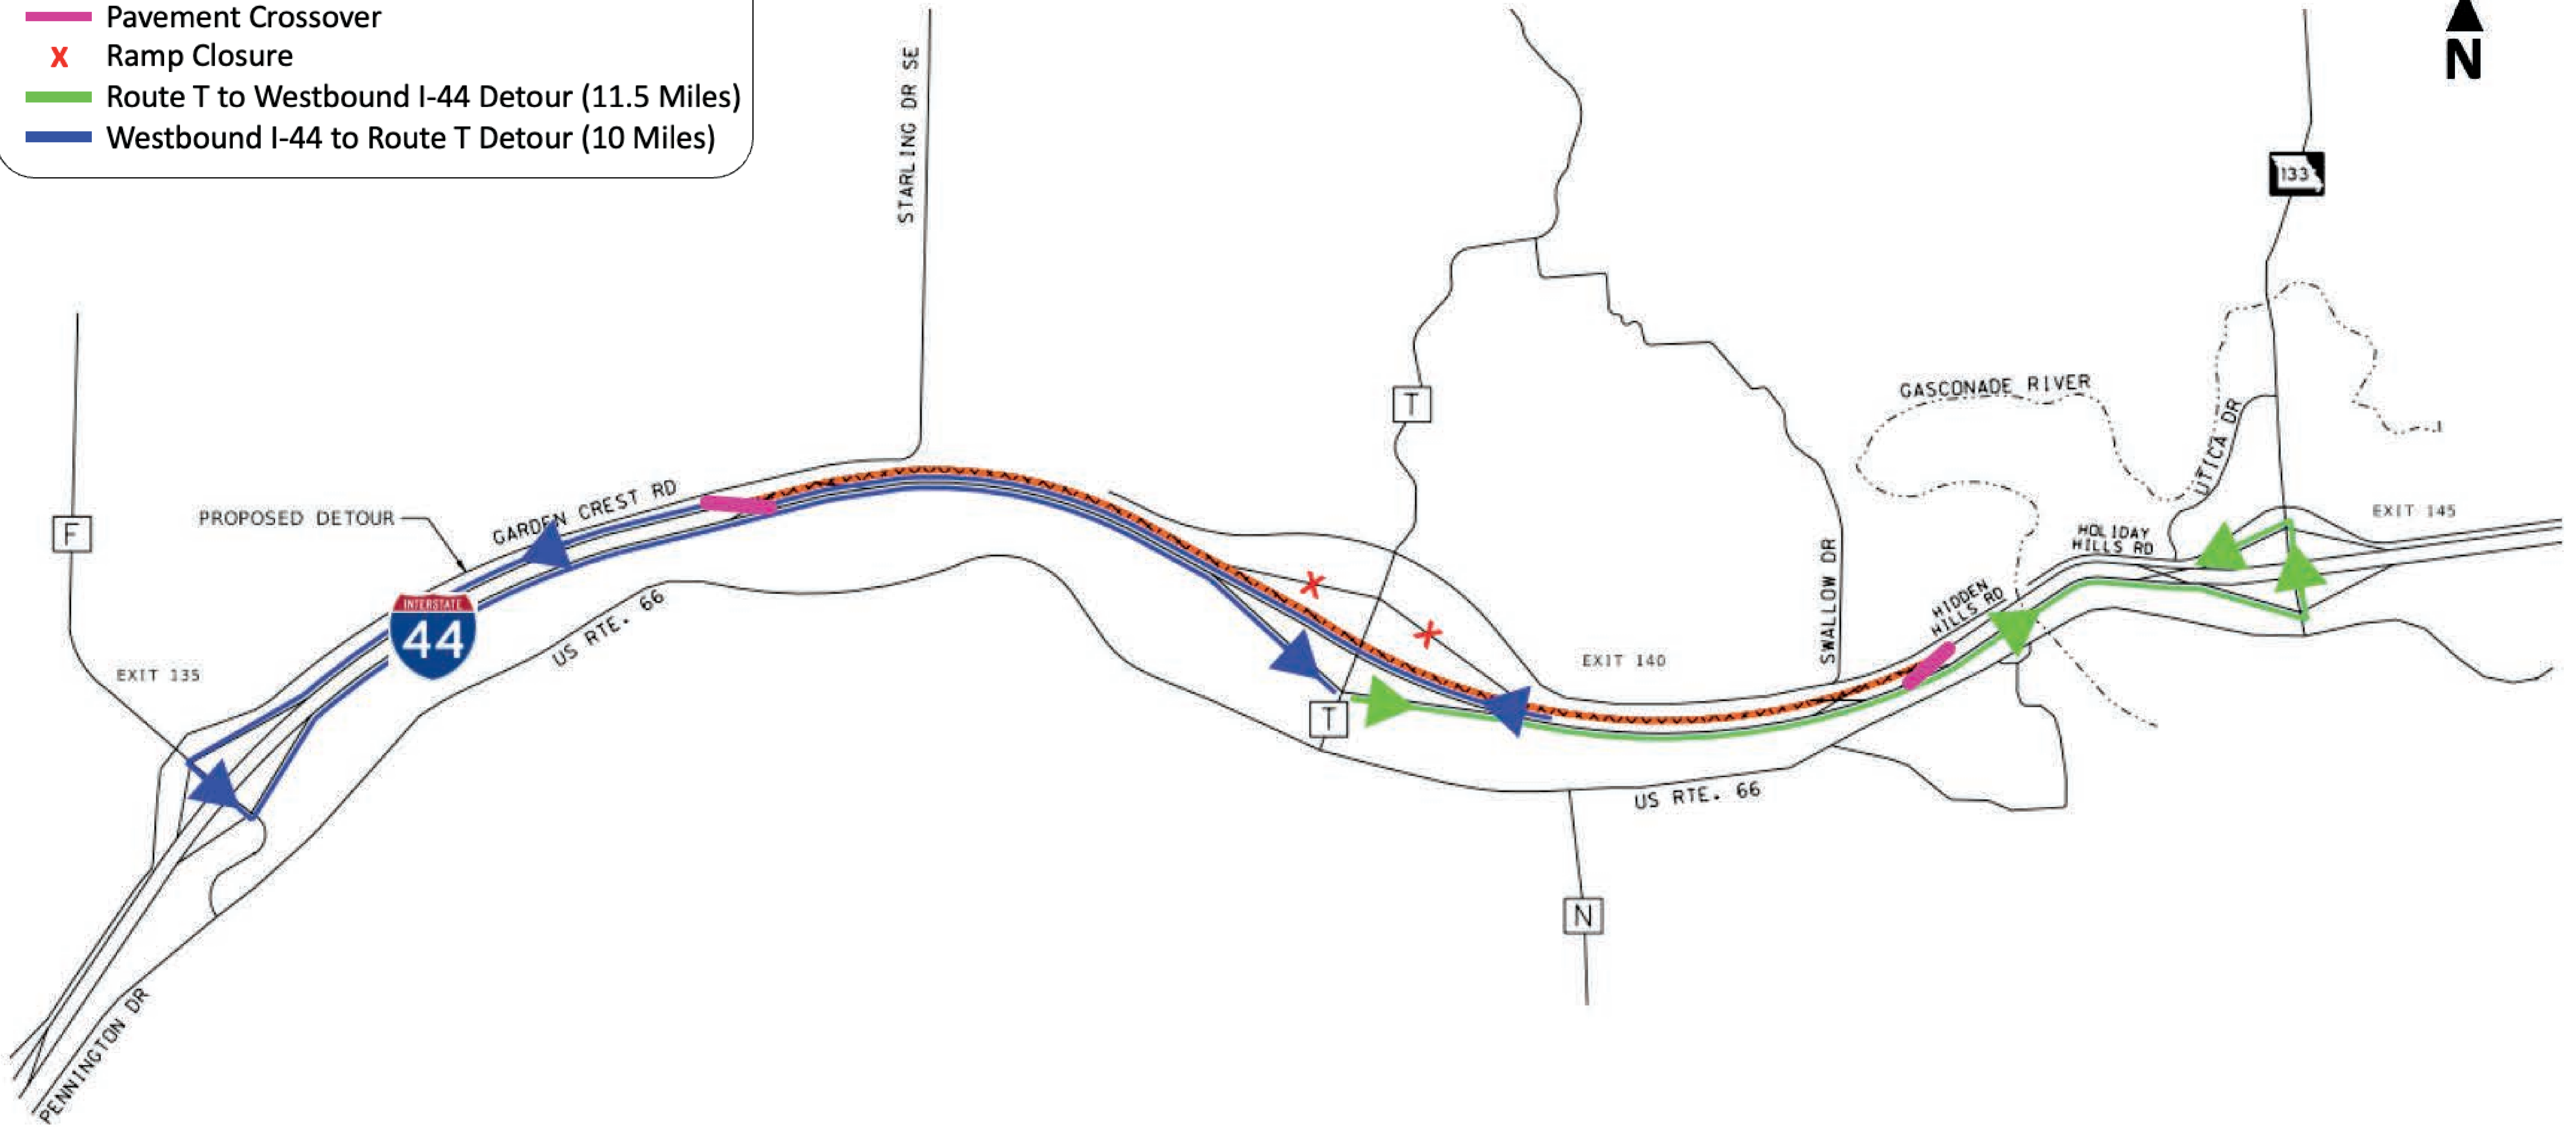 Pavement Crossover
X Ramp Closure
Route T to Westbound I-44 Detour (11.5 Miles)
Westbound I-44 to Route T Detour (10 Miles)
N
STARLING DR SE
133
T
GASCONADE RIVER
UTICA DR
F
PROPOSED DETOUR
GARDEN CREST RD
EXIT 145
HOLIDAY
HILLS RD
INTERSTATE
44
US RTE. 66
X
X
SWALLOW DR
HIDDEN
HILLS RD
EXIT 135
EXIT 140
T
US RTE. 66
N
PENNINGTON DR